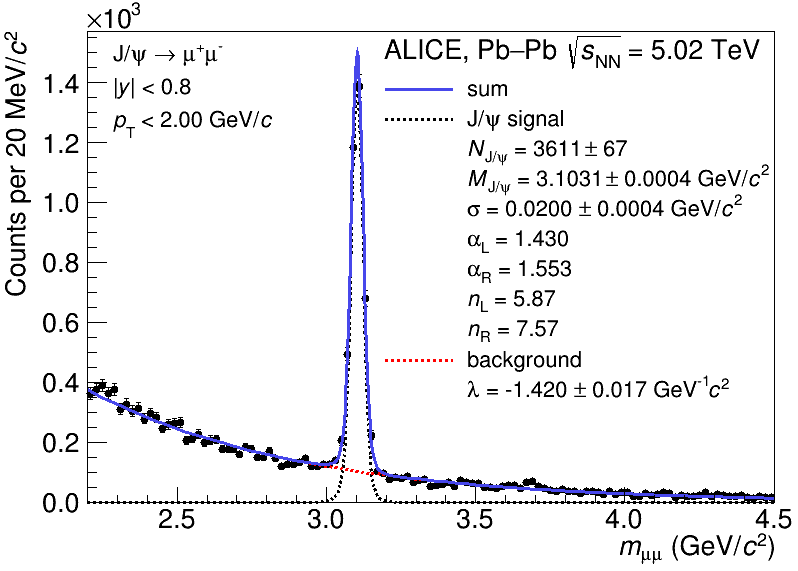 ×10³
J/ψ → μ⁺μ⁻
|y| < 0.8
p_T < 2.00 GeV/c
ALICE, Pb–Pb √s_NN = 5.02 TeV
sum
J/ψ signal
N_J/ψ = 3611 ± 67
M_J/ψ = 3.1031 ± 0.0004 GeV/c²
σ = 0.0200 ± 0.0004 GeV/c²
α_L = 1.430
α_R = 1.553
n_L = 5.87
n_R = 7.57
background
λ = -1.420 ± 0.017 GeV⁻¹c²
Counts per 20 MeV/c²
1.4
1.2
1.0
0.8
0.6
0.4
0.2
0.0
2.5 3.0 3.5 4.0 4.5
m_μμ (GeV/c²)